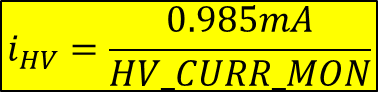 i_HV = 0.985mA / HV_CURR_MON